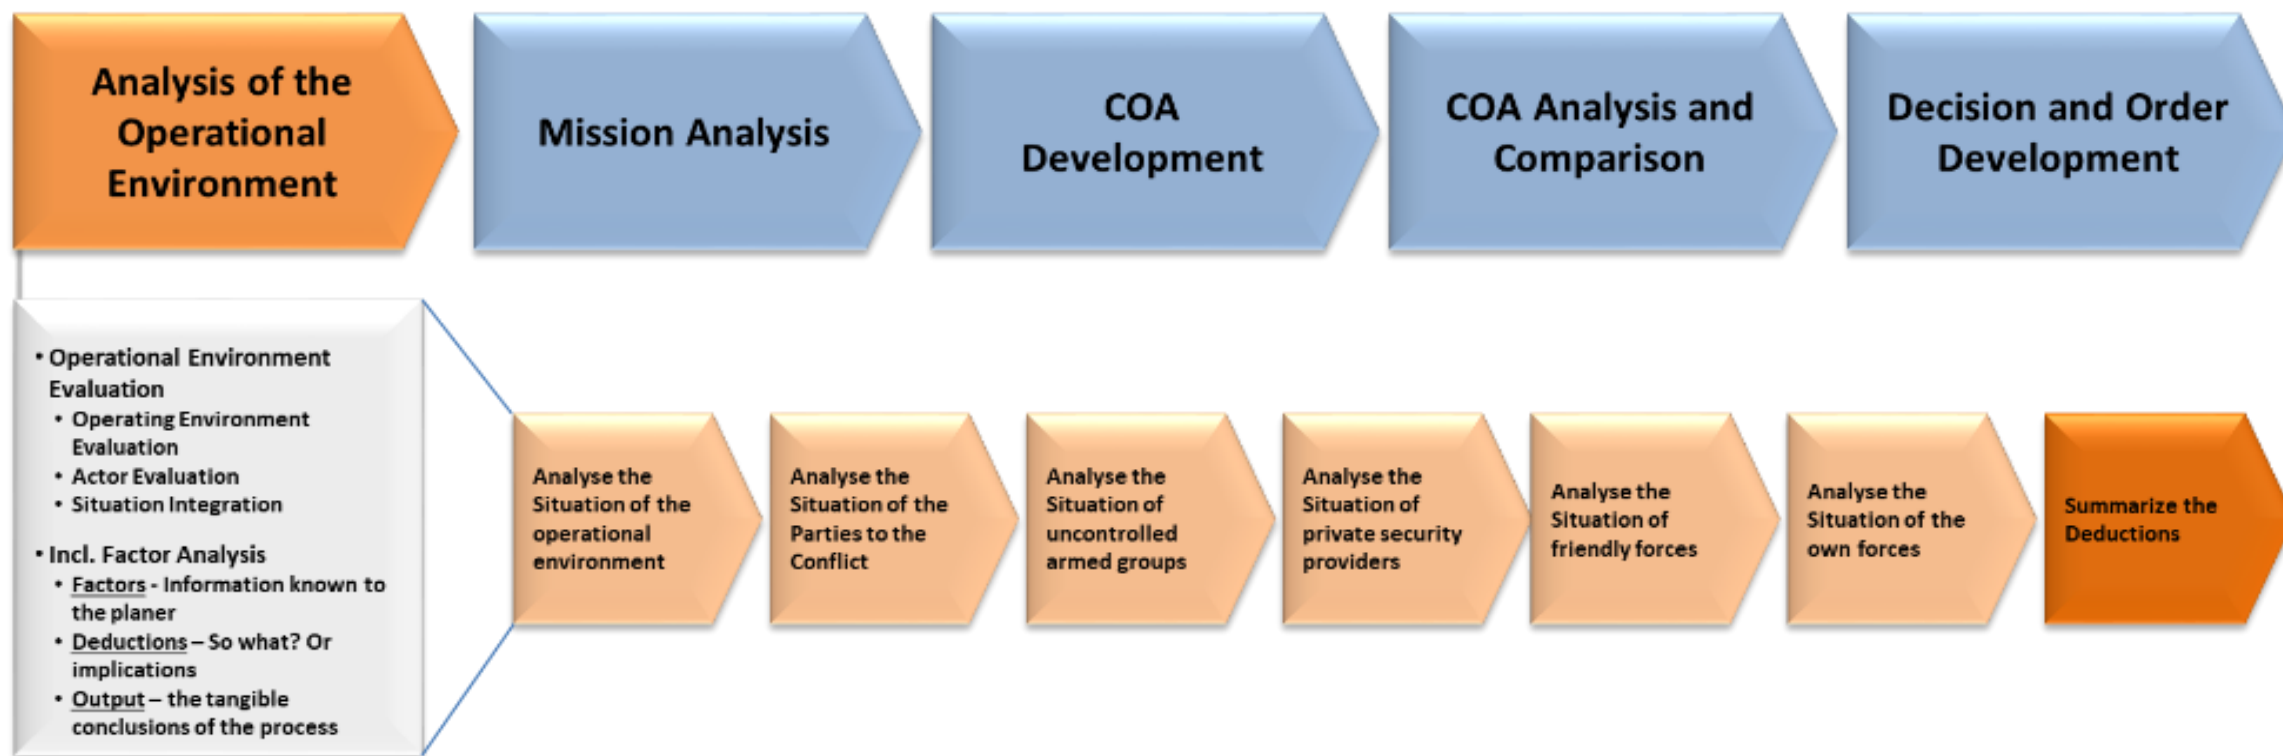 Analysis of the
Operational
Environment
Mission Analysis
COA
Development
COA Analysis and
Comparison
Decision and Order
Development
• Operational Environment
Evaluation
• Operating Environment
Evaluation
• Actor Evaluation
• Situation Integration
• Incl. Factor Analysis
• Factors - Information known to
the planer
• Deductions – So what? Or
implications
• Output – the tangible
conclusions of the process
Analyse the
Situation of the
operational
environment
Analyse the
Situation of the
Parties to the
Conflict
Analyse the
Situation of
uncontrolled
armed groups
Analyse the
Situation of
private security
providers
Analyse the
Situation of
friendly forces
Analyse the
Situation of the
own forces
Summarize the
Deductions